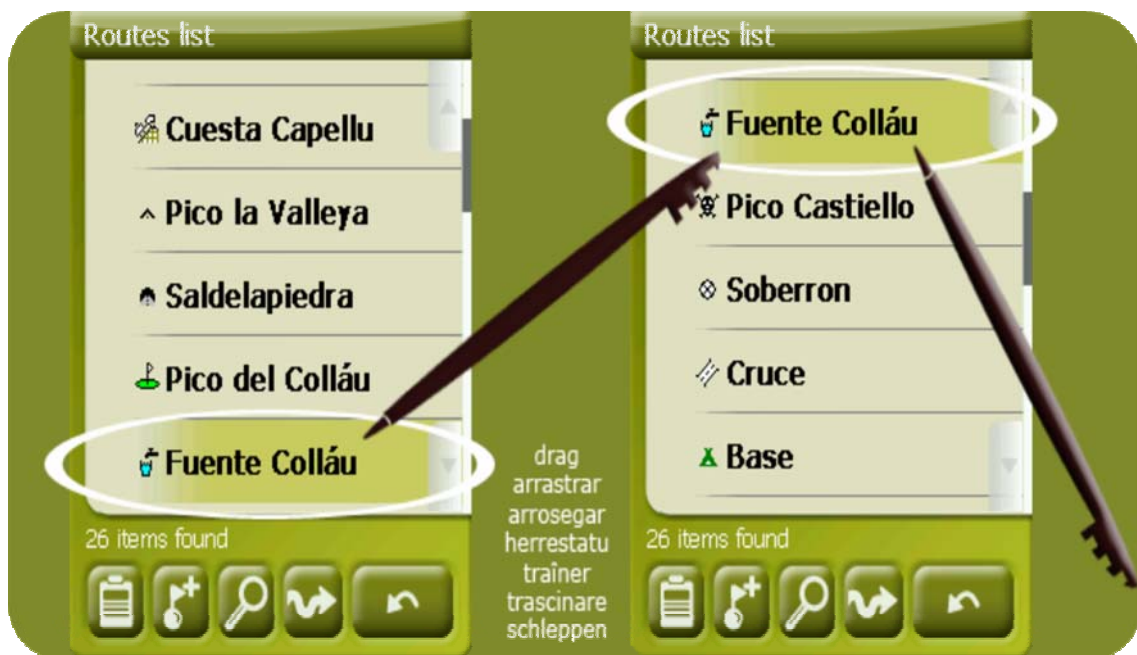 Routes list
Cuesta Capellu
Pico la Valleya
Saldelapiedra
Pico del Colláu
Fuente Colláu
26 items found
drag
arrastrar
arrosegar
herrestatu
traîner
trascinare
schleppen
Routes list
Fuente Colláu
Pico Castiello
Soberron
Cruce
Base
26 items found